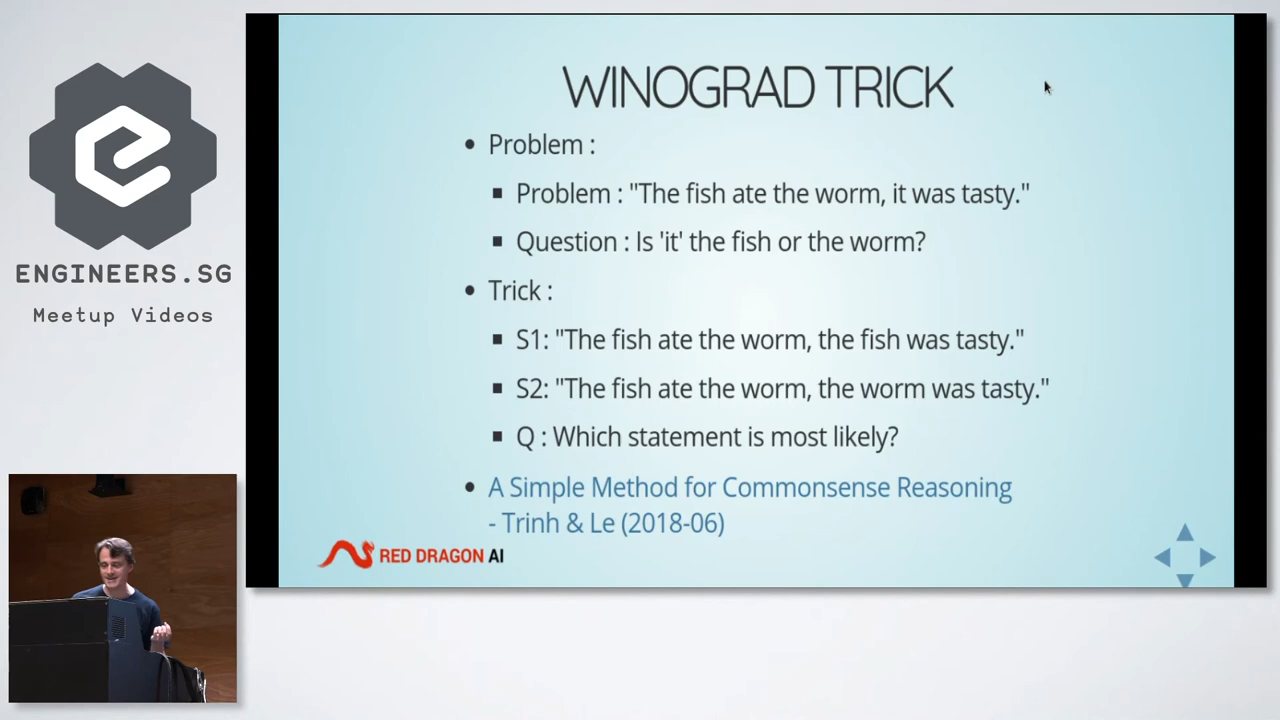 ENGINEERS.SG
Meetup Videos
WINOGRAD TRICK
• Problem :
▪ Problem : "The fish ate the worm, it was tasty."
▪ Question : Is 'it' the fish or the worm?
• Trick :
▪ S1: "The fish ate the worm, the fish was tasty."
▪ S2: "The fish ate the worm, the worm was tasty."
▪ Q : Which statement is most likely?
• A Simple Method for Commonsense Reasoning
- Trinh & Le (2018-06)
RED DRAGON AI